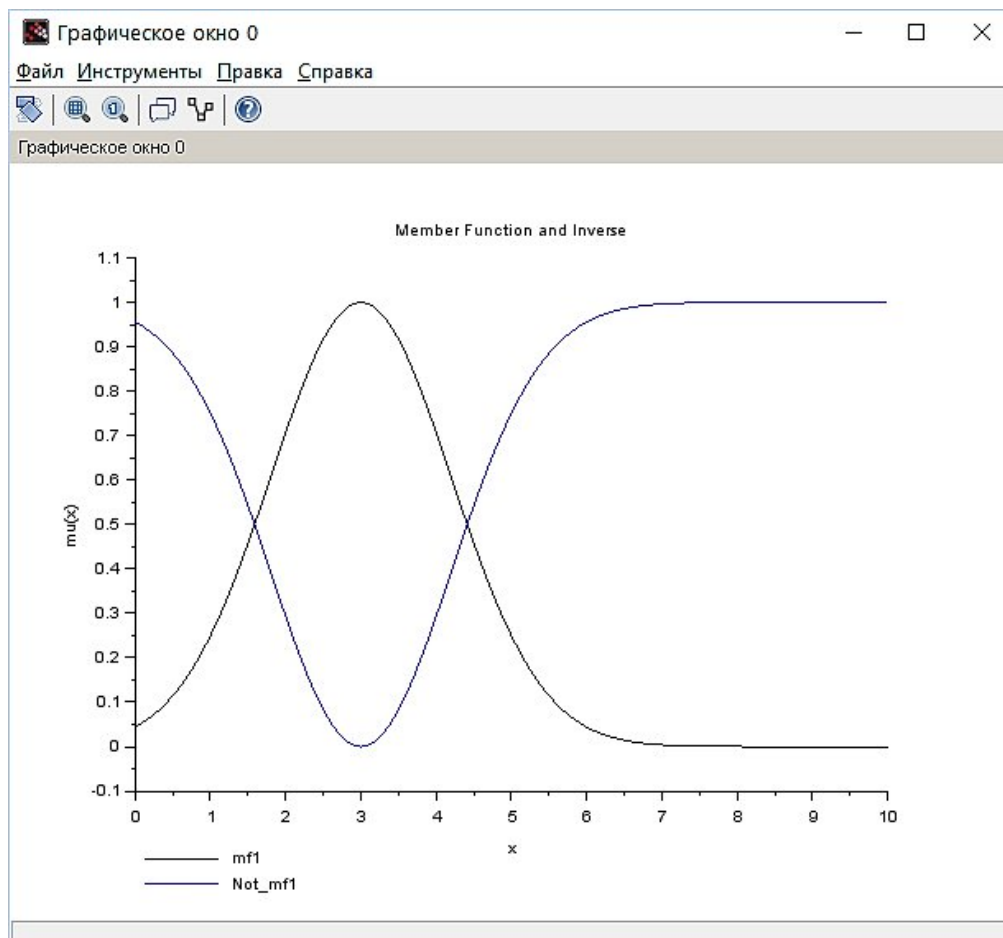 Графическое окно 0
Файл Инструменты Правка Справка
Графическое окно 0
Member Function and Inverse
1.1
1
0.9
0.8
0.7
0.6
0.5
0.4
0.3
0.2
0.1
0
-0.1
mu(x)
0 1 2 3 4 5 6 7 8 9 10
x
mf1
Not_mf1